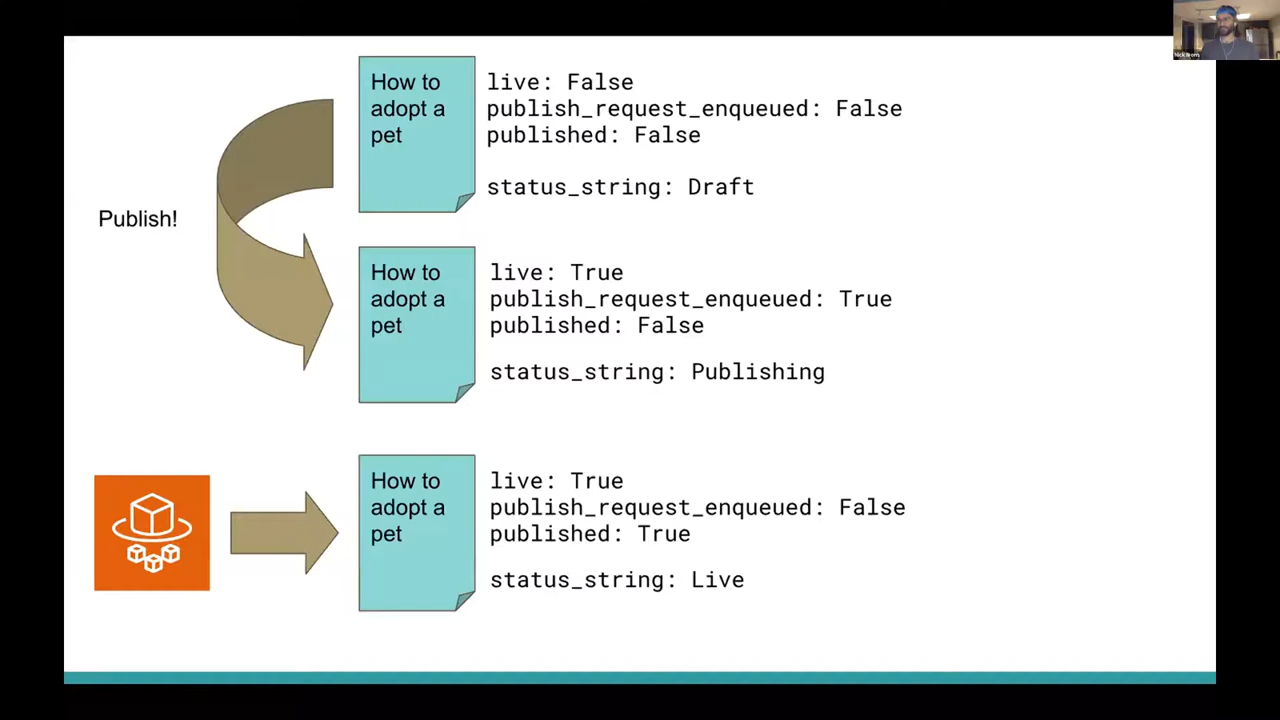 How to
adopt a
pet
live: False
publish_request_enqueued: False
published: False
status_string: Draft
Publish!
How to
adopt a
pet
live: True
publish_request_enqueued: True
published: False
status_string: Publishing
How to
adopt a
pet
live: True
publish_request_enqueued: False
published: True
status_string: Live